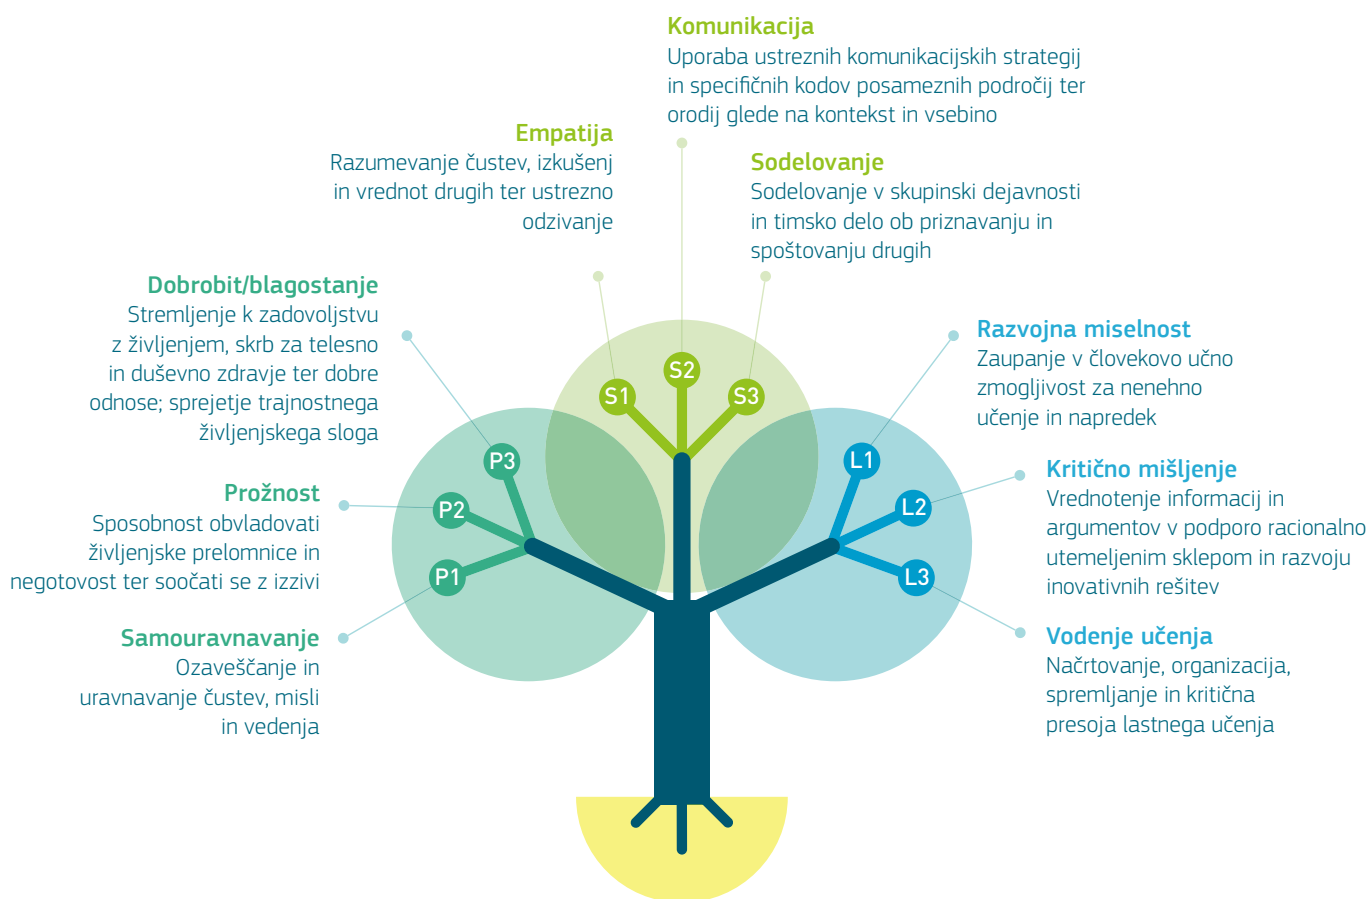 Komunikacija
Uporaba ustreznih komunikacijskih strategij
in specifičnih kodov posameznih področij ter
orodij glede na kontekst in vsebino
Empatija
Razumevanje čustev, izkušenj
in vrednot drugih ter ustrezno
odzivanje
Sodelovanje
Sodelovanje v skupinski dejavnosti
in timsko delo ob priznavanju in
spoštovanju drugih
Dobrobit/blagostanje
Stremljenje k zadovoljstvu
z življenjem, skrb za telesno
in duševno zdravje ter dobre
odnose; sprejetje trajnostnega
življenjskega sloga
Prožnost
Sposobnost obvladovati
življenjske prelomnice in
negotovost ter soočati se z izzivi
Samouravnavanje
Ozaveščanje in
uravnavanje čustev, misli
in vedenja
P3
P2
P1
S1
S2
S3
L1
L2
L3
Razvojna miselnost
Zaupanje v človekovo učno
zmogljivost za nenehno
učenje in napredek
Kritično mišljenje
Vrednotenje informacij in
argumentov v podporo racionalno
utemeljenim sklepom in razvoju
inovativnih rešitev
Vodenje učenja
Načrtovanje, organizacija,
spremljanje in kritična
presoja lastnega učenja